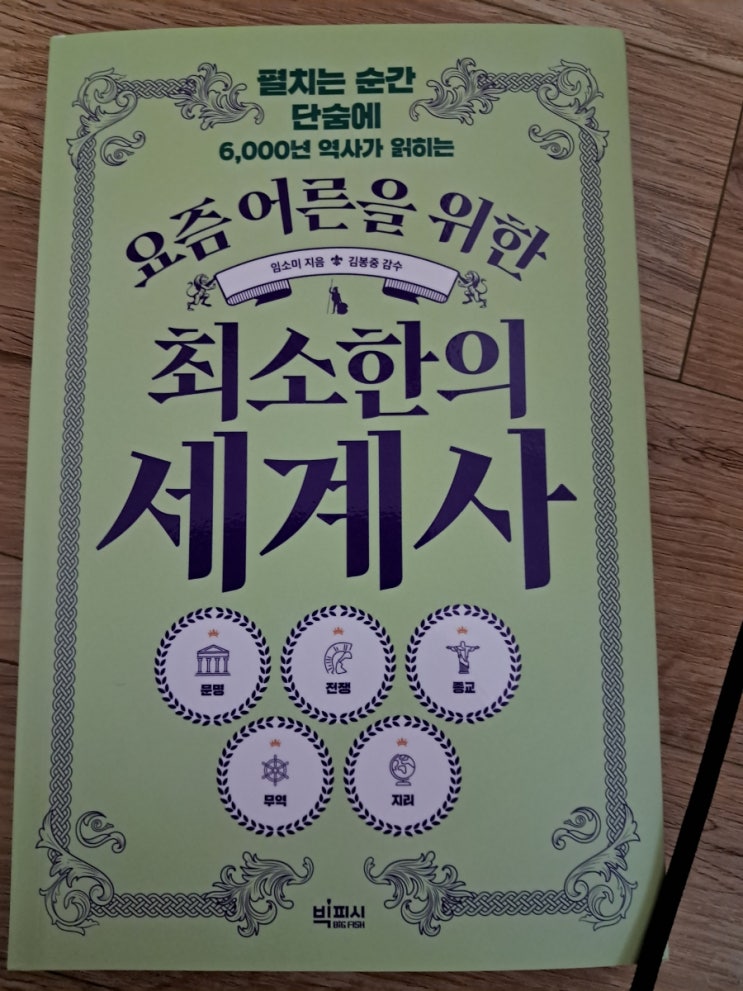 펼치는 순간
단숨에
6,000년 역사가 읽히는
요즘 어른을 위한
임소미 지음 김봉중 감수
최소한의
세계사
문명
전쟁
종교
무역
지리
빅피시
BIG FISH